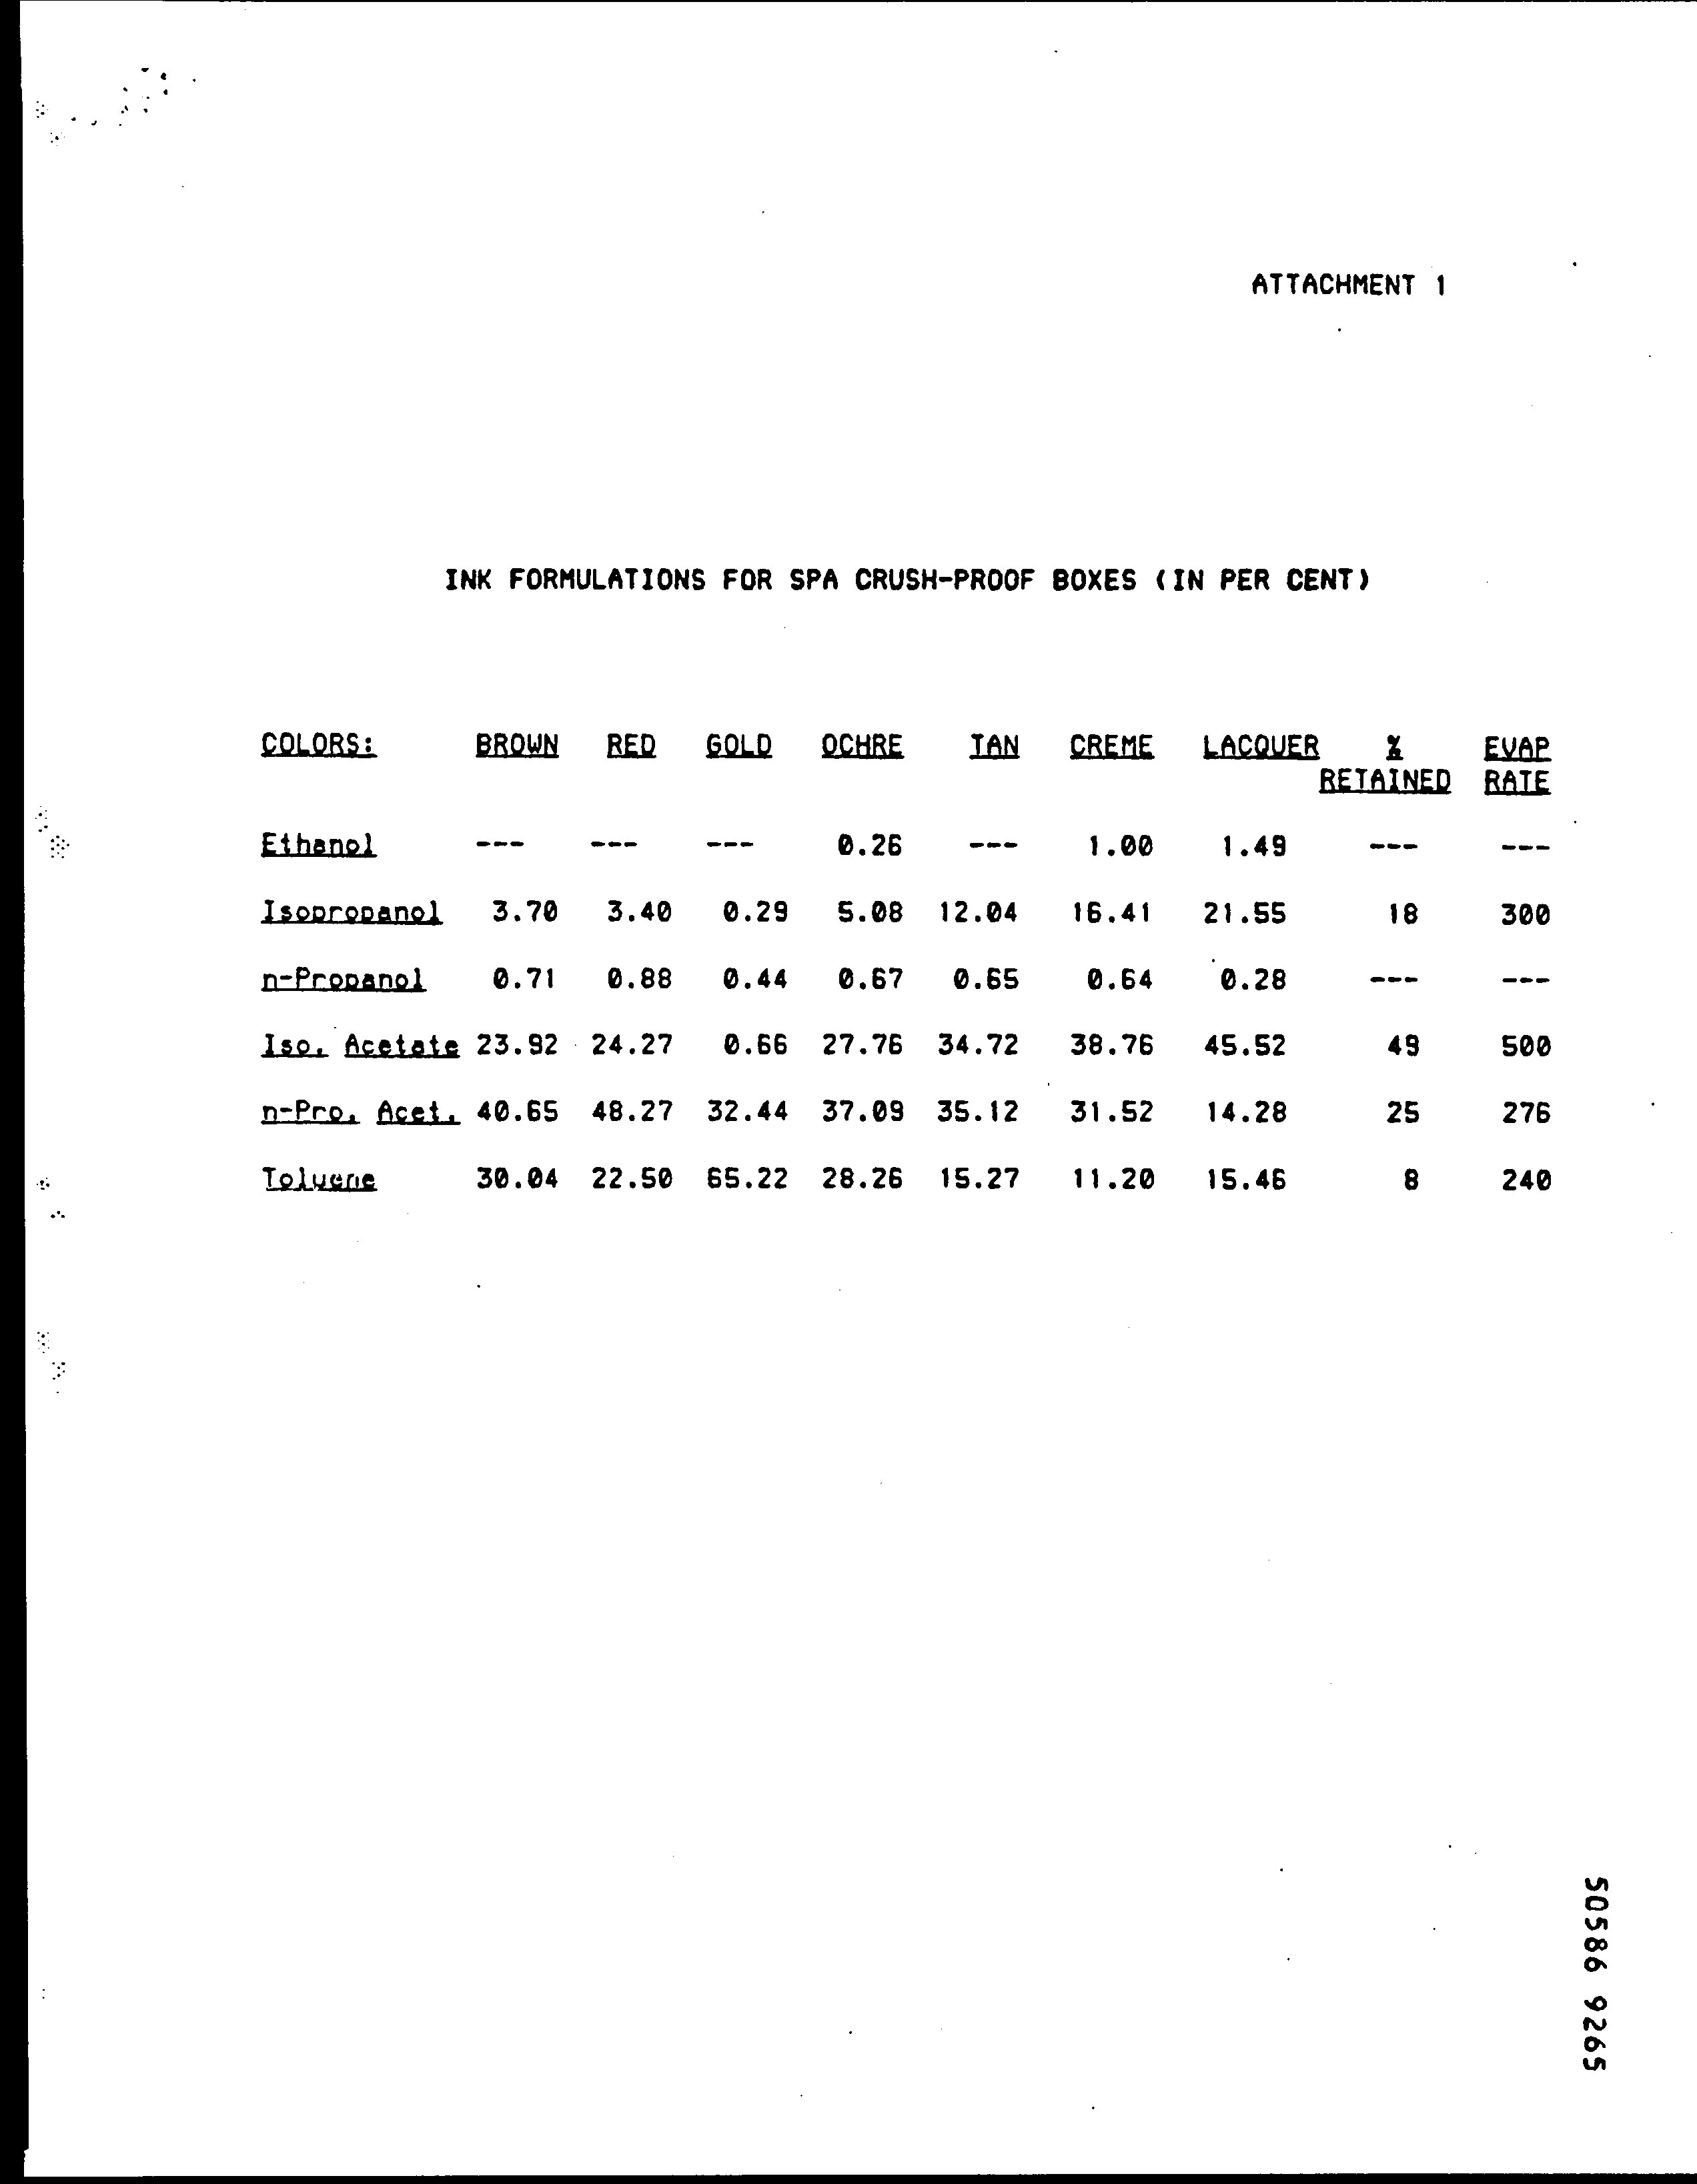 ATTACHMENT 1
INK FORMULATIONS FOR SPA CRUSH-PROOF BOXES (IN PER CENT)
COLORS: BROWN RED GOLD OCHRE TAN CREME LACQUER % EVAP
RETAINED RATE
Ethanol --- --- --- 0.26 --- 1.00 1.49 --- ---
Isopropanol 3.70 3.40 0.29 5.08 12.04 16.41 21.55 18 300
n-Propanol 0.71 0.88 0.44 0.67 0.65 0.64 0.28 --- ---
Iso. Acetate 23.92 24.27 0.66 27.76 34.72 38.76 45.52 49 500
n-Pro. Acet. 40.65 48.27 32.44 37.09 35.12 31.52 14.28 25 276
Toluene 30.04 22.50 65.22 28.26 15.27 11.20 15.46 8 240
50586 9265